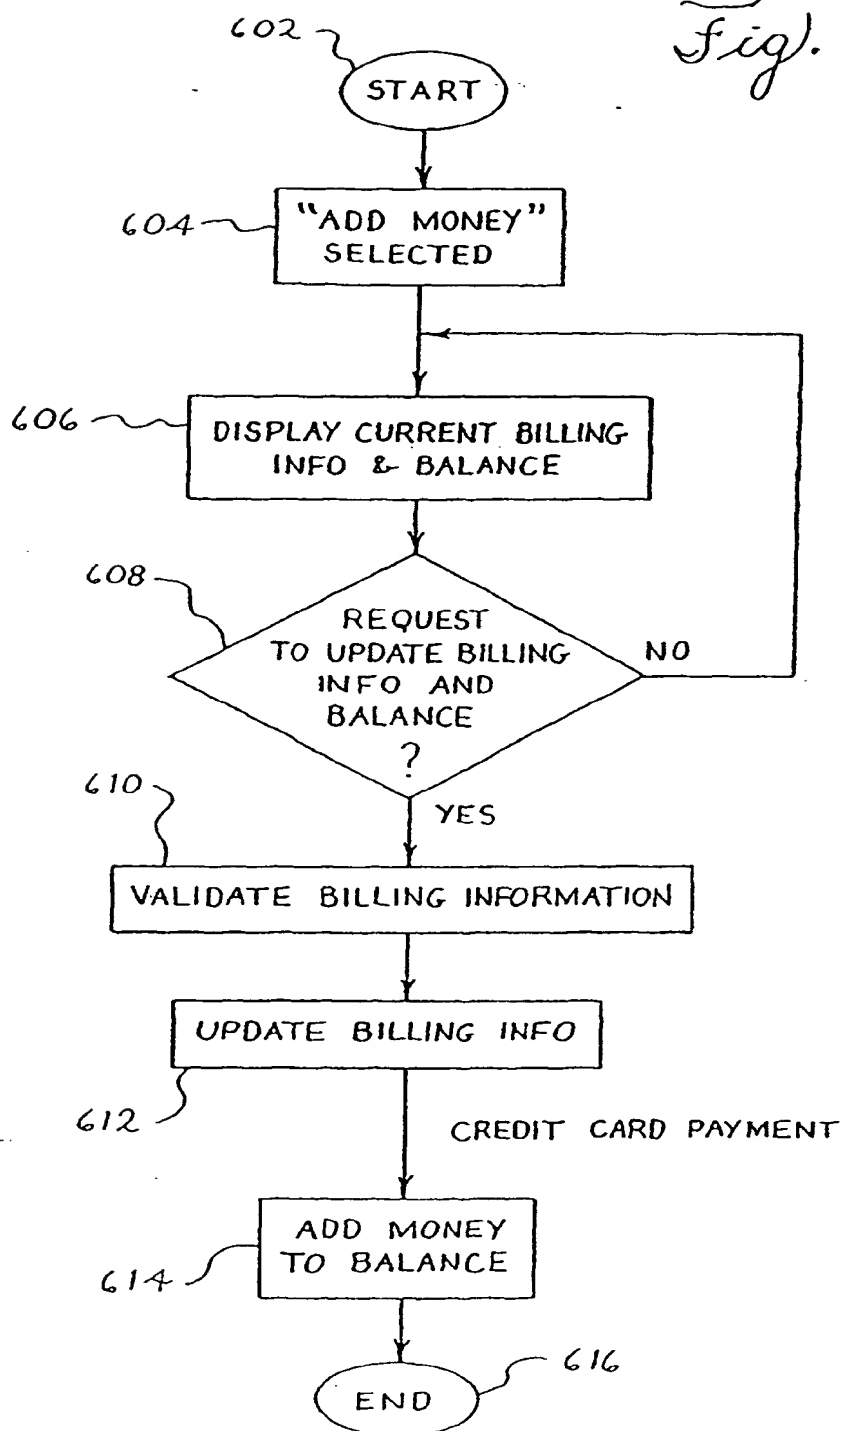 Fig.
602
START
604
"ADD MONEY"
SELECTED
606
DISPLAY CURRENT BILLING
INFO & BALANCE
608
REQUEST
TO UPDATE BILLING
INFO AND
BALANCE
?
NO
610
YES
VALIDATE BILLING INFORMATION
UPDATE BILLING INFO
612
CREDIT CARD PAYMENT
ADD MONEY
TO BALANCE
614
616
END